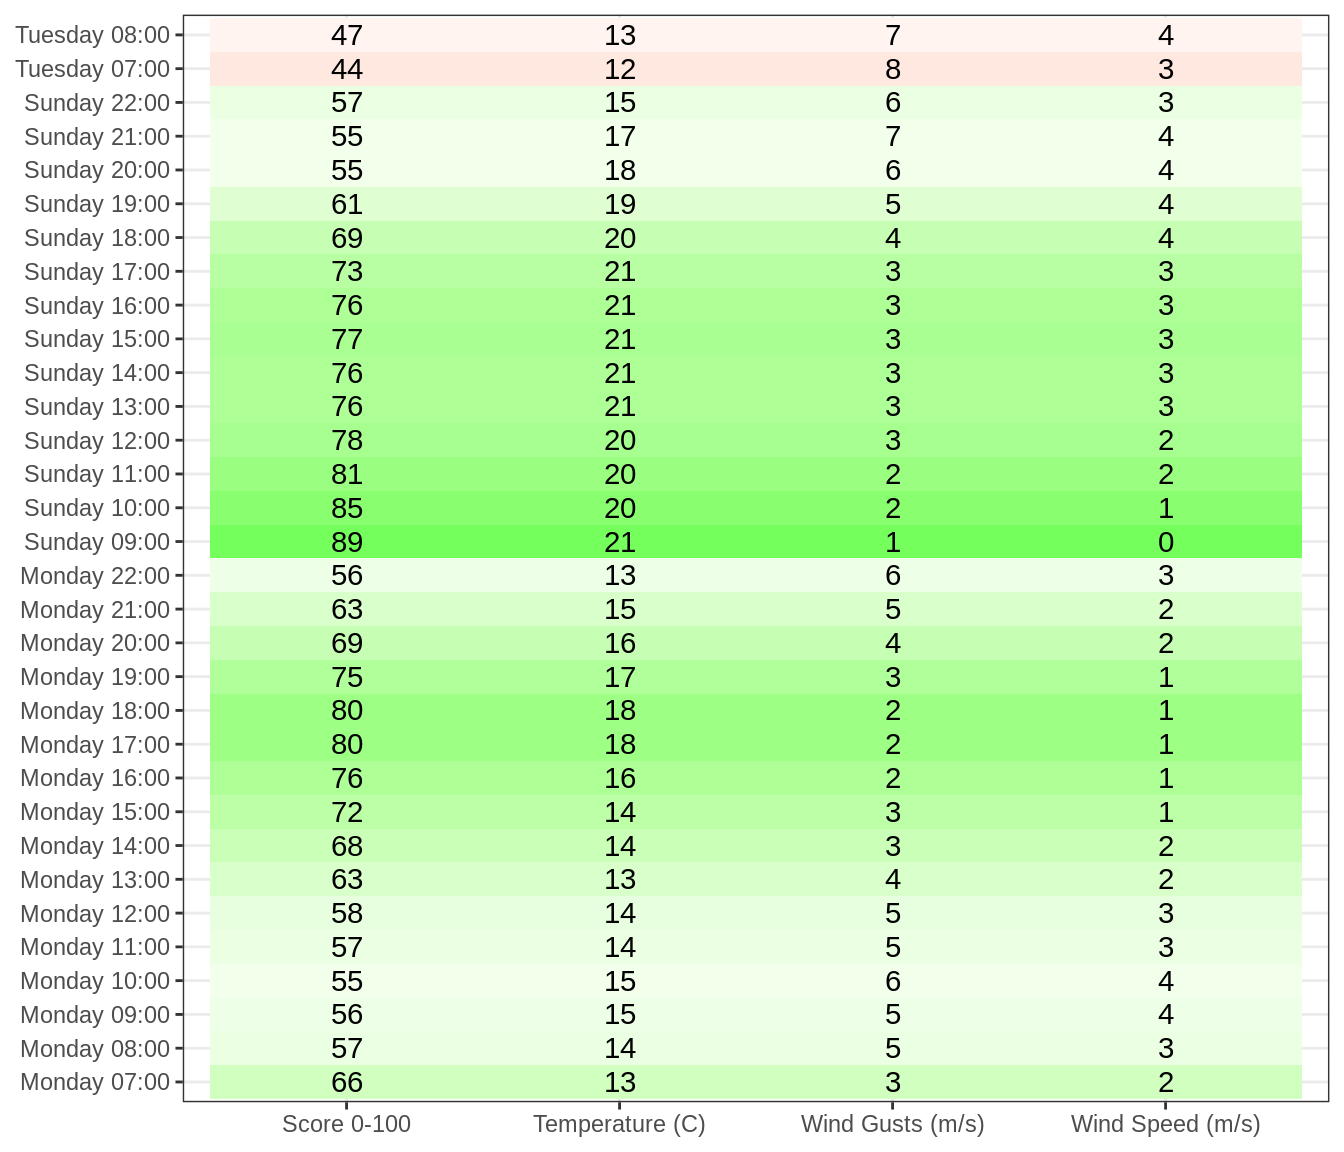 Tuesday 08:00 47 13 7 4
Tuesday 07:00 44 12 8 3
Sunday 22:00 57 15 6 3
Sunday 21:00 55 17 7 4
Sunday 20:00 55 18 6 4
Sunday 19:00 61 19 5 4
Sunday 18:00 69 20 4 4
Sunday 17:00 73 21 3 3
Sunday 16:00 76 21 3 3
Sunday 15:00 77 21 3 3
Sunday 14:00 76 21 3 3
Sunday 13:00 76 21 3 3
Sunday 12:00 78 20 3 2
Sunday 11:00 81 20 2 2
Sunday 10:00 85 20 2 1
Sunday 09:00 89 21 1 0
Monday 22:00 56 13 6 3
Monday 21:00 63 15 5 2
Monday 20:00 69 16 4 2
Monday 19:00 75 17 3 1
Monday 18:00 80 18 2 1
Monday 17:00 80 18 2 1
Monday 16:00 76 16 2 1
Monday 15:00 72 14 3 1
Monday 14:00 68 14 3 2
Monday 13:00 63 13 4 2
Monday 12:00 58 14 5 3
Monday 11:00 57 14 5 3
Monday 10:00 55 15 6 4
Monday 09:00 56 15 5 4
Monday 08:00 57 14 5 3
Monday 07:00 66 13 3 2
Score 0-100 Temperature (C) Wind Gusts (m/s) Wind Speed (m/s)